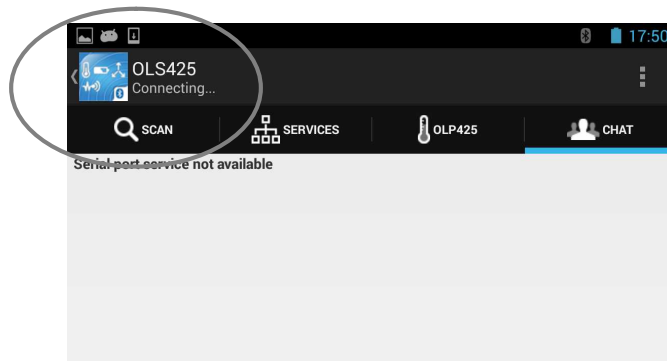 17:50
OLS425
Connecting...
SCAN SERVICES OLP425 CHAT
Serial port service not available